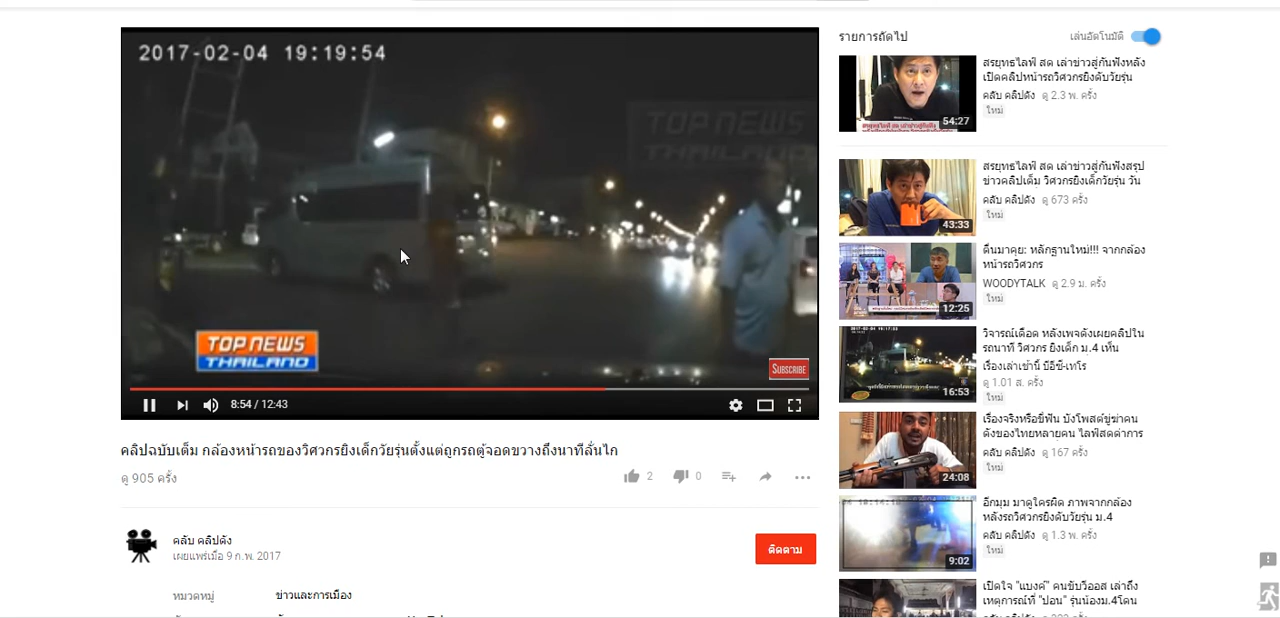 2017-02-04 19:19:54
TOP NEWS
THAILAND
TOP NEWS
THAILAND
SUBSCRIBE
8:54 / 12:43
คลิปฉบับเต็ม กล้องหน้ารถของวิศวกรยิงเด็กวัยรุ่นตั้งแต่ถูกรถตู้จอดขวางถึงนาทีลั่นไก
ดู 905 ครั้ง
2
0
คลับ คลิปดัง
เผยแพร่เมื่อ 9 ก.พ. 2017
ติดตาม
หมวดหมู่ ข่าวและการเมือง
รายการถัดไป
เล่นอัตโนมัติ
54:27
สรยุทธไลฟ์ สด เล่าข่าวสู่กันฟังหลัง
เปิดคลิปหน้ารถวิศวกรยิงดับวัยรุ่น
คลับ คลิปดัง ดู 2.3 พ. ครั้ง
ใหม่
43:33
สรยุทธไลฟ์ สด เล่าข่าวสู่กันฟังสรุป
ข่าวคลิปเต็ม วิศวกรยิงเด็กวัยรุ่น วัน
คลับ คลิปดัง ดู 673 ครั้ง
ใหม่
12:25
ตื่นมาคุย: หลักฐานใหม่!!! จากกล้อง
หน้ารถวิศวกร
WOODYTALK ดู 2.9 ม. ครั้ง
ใหม่
16:53
วิจารณ์เดือด หลังเพจดังเผยคลิปใน
รถนาที วิศวกร ยิงเด็ก ม.4 เห็น
เรื่องเล่าเช้านี้ บีอีซี-เทโร
ดู 1.01 ส. ครั้ง
ใหม่
24:08
เรื่องจริงหรือขี้ฟัน บังโพสต์ขู่ฆ่าคน
ดังของไทยหลายคน ไลฟ์สดด่าการ
คลับ คลิปดัง ดู 167 ครั้ง
ใหม่
9:02
อีกมุม มาดูใครผิด ภาพจากกล้อง
หลังรถวิศวกรยิงดับวัยรุ่น ม.4
คลับ คลิปดัง ดู 1.3 พ. ครั้ง
ใหม่
เปิดใจ "แบงค์" คนขับวีออส เล่าถึง
เหตุการณ์ที่ "ปอน" รุ่นน้องม.4โดน